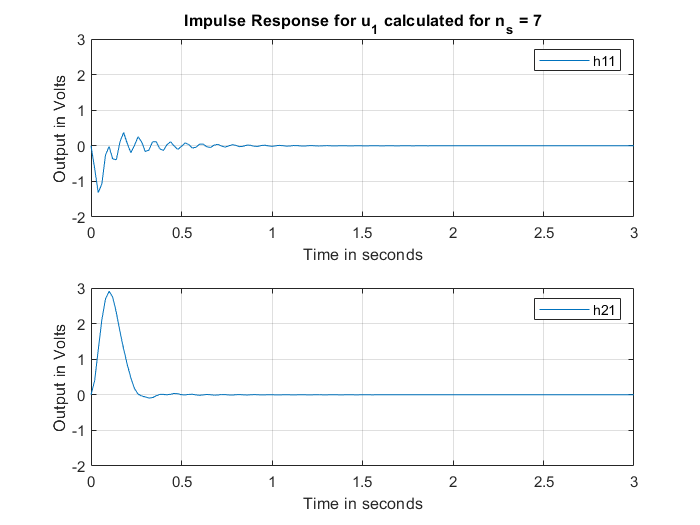 Impulse Response for u1 calculated for ns = 7
3
2
1
0
-1
-2
Output in Volts
h11
0 0.5 1 1.5 2 2.5 3
Time in seconds
3
2
1
0
-1
-2
Output in Volts
h21
0 0.5 1 1.5 2 2.5 3
Time in seconds